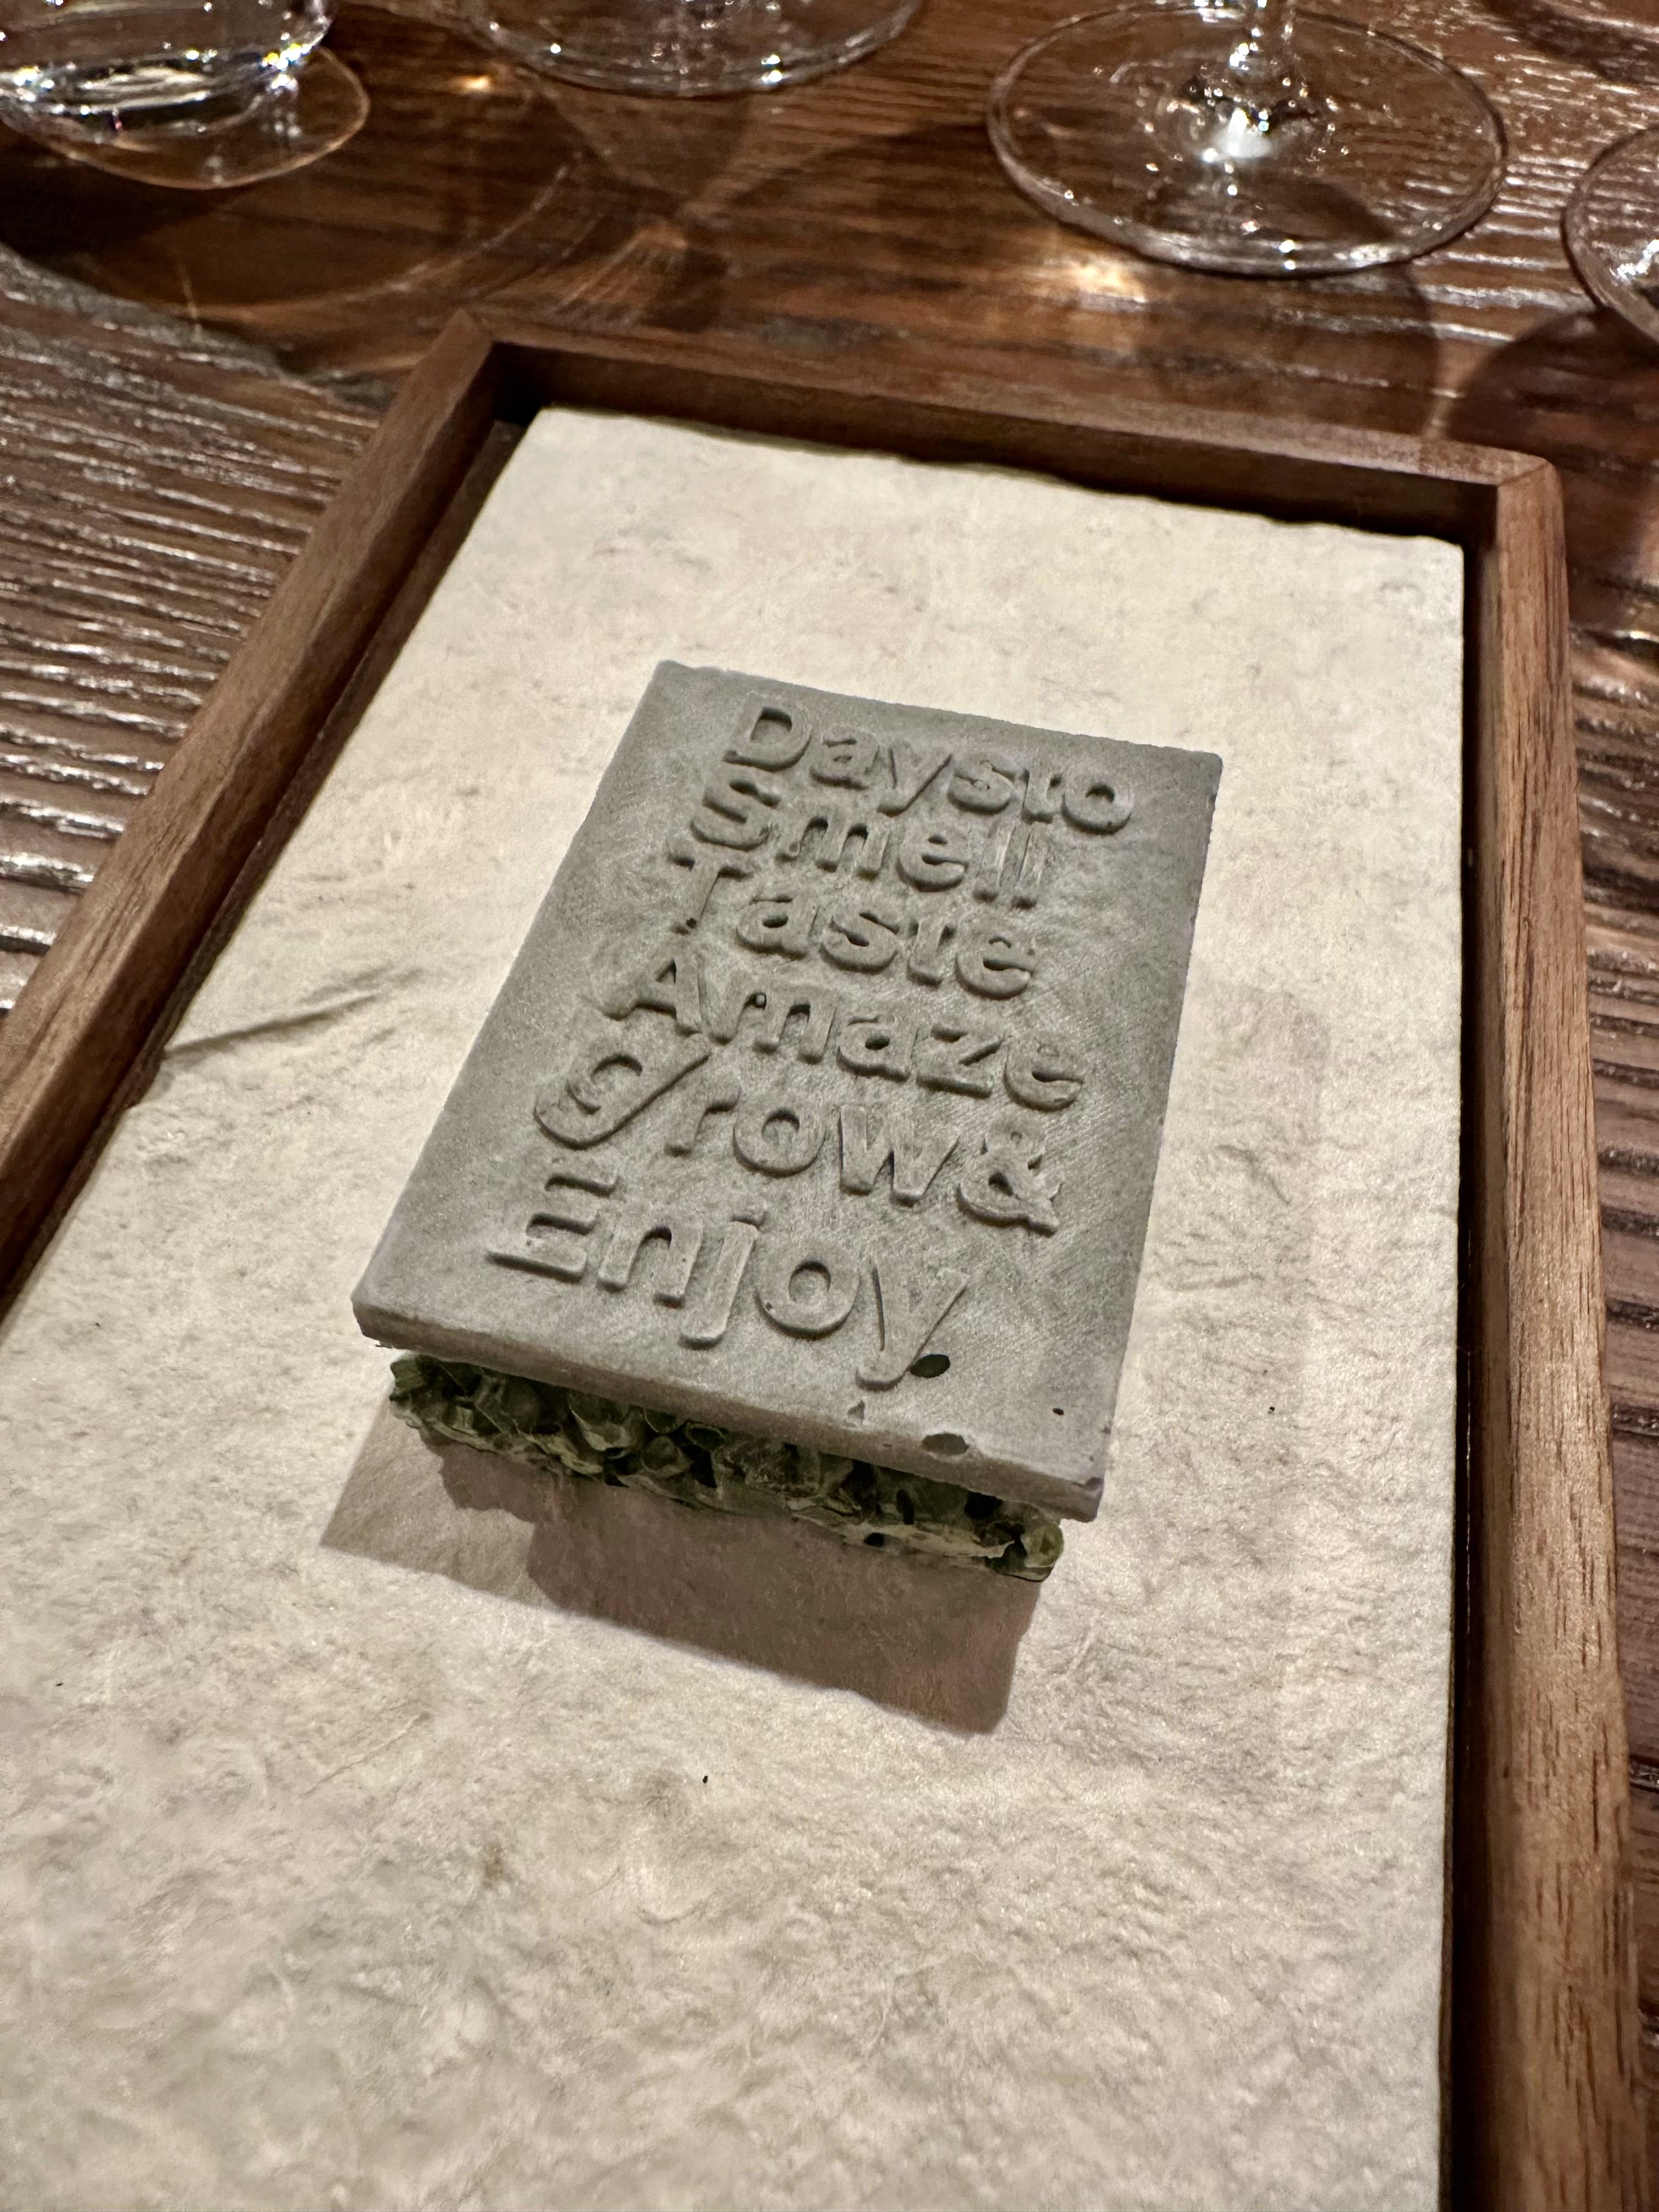 Daysto
Smell
Taste
Amaze
grow&
Enjoy